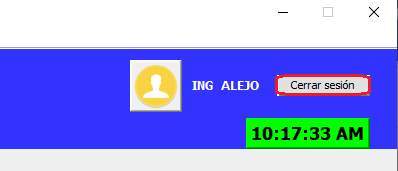 ING ALEJO
Cerrar sesión
10:17:33 AM